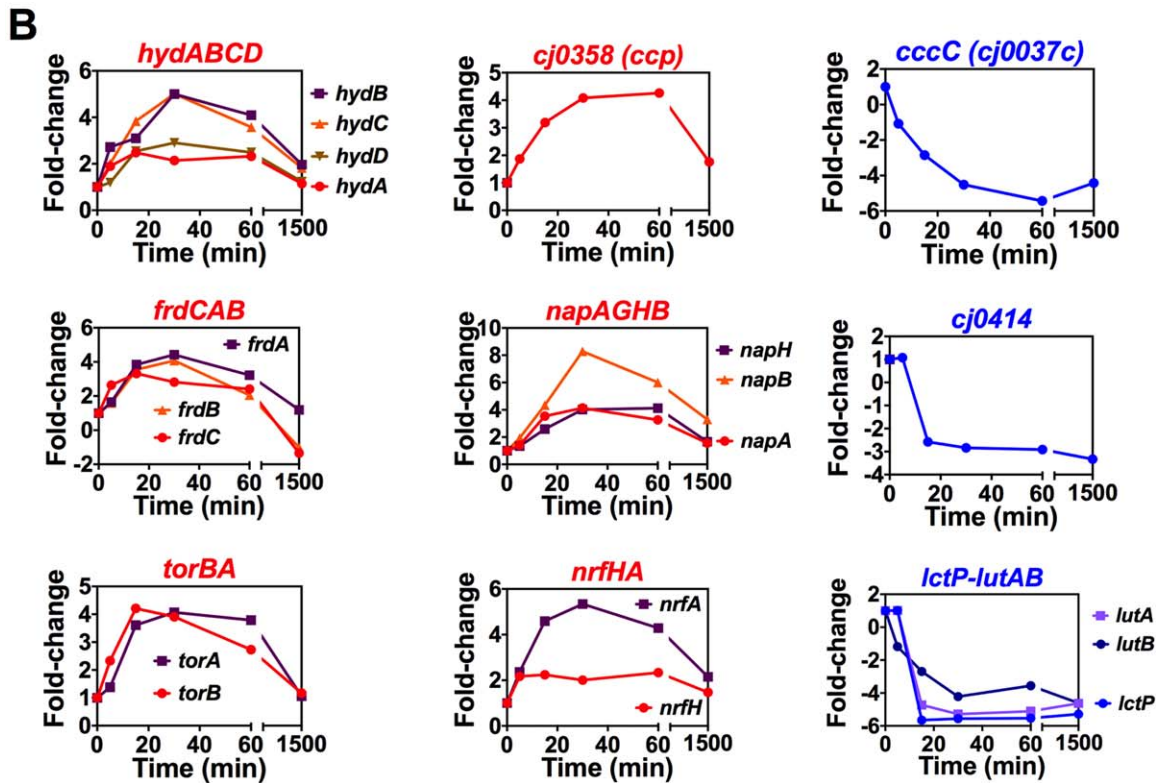 B
hydABCD
Fold-change
6
4
2
0
0 20 40 60 1500
Time (min)
hydB
hydC
hydD
hydA
cj0358 (ccp)
Fold-change
5
4
3
2
1
0
0 20 40 60 1500
Time (min)
cccC (cj0037c)
Fold-change
2
0
-2
-4
-6
0 20 40 60 1500
Time (min)
frdCAB
Fold-change
6
4
2
0
-2
0 20 40 60 1500
Time (min)
frdA
frdB
frdC
napAGHB
Fold-change
10
8
6
4
2
0
0 20 40 60 1500
Time (min)
napH
napB
napA
cj0414
Fold-change
2
1
0
-1
-2
-3
-4
0 20 40 60 1500
Time (min)
torBA
Fold-change
5
4
3
2
1
0
0 20 40 60 1500
Time (min)
torA
torB
nrfHA
Fold-change
6
4
2
0
0 20 40 60 1500
Time (min)
nrfA
nrfH
lctP-lutAB
Fold-change
2
0
-2
-4
-6
0 20 40 60 1500
Time (min)
lutA
lutB
lctP